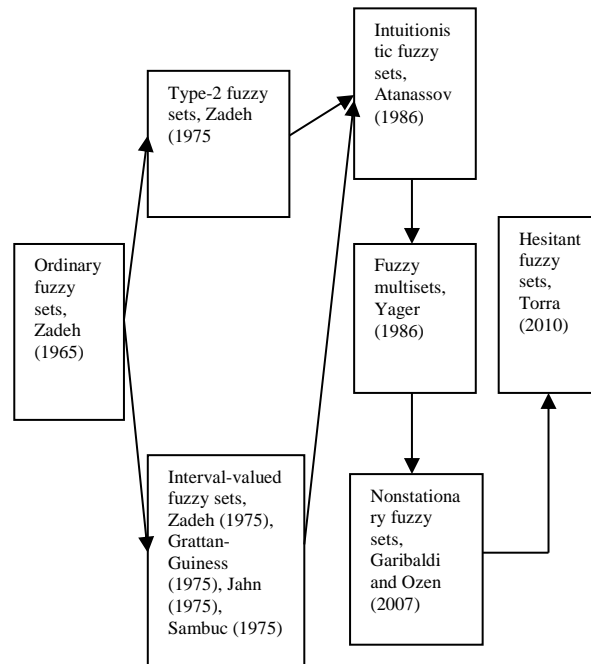 Ordinary
fuzzy
sets,
Zadeh
(1965)
Type-2 fuzzy
sets, Zadeh
(1975
Interval-valued
fuzzy sets,
Zadeh (1975),
Grattan-
Guiness
(1975), Jahn
(1975),
Sambuc (1975)
Intuitionis
tic fuzzy
sets,
Atanassov
(1986)
Fuzzy
multisets,
Yager
(1986)
Nonstationa
ry fuzzy
sets,
Garibaldi
and Ozen
(2007)
Hesitant
fuzzy
sets,
Torra
(2010)